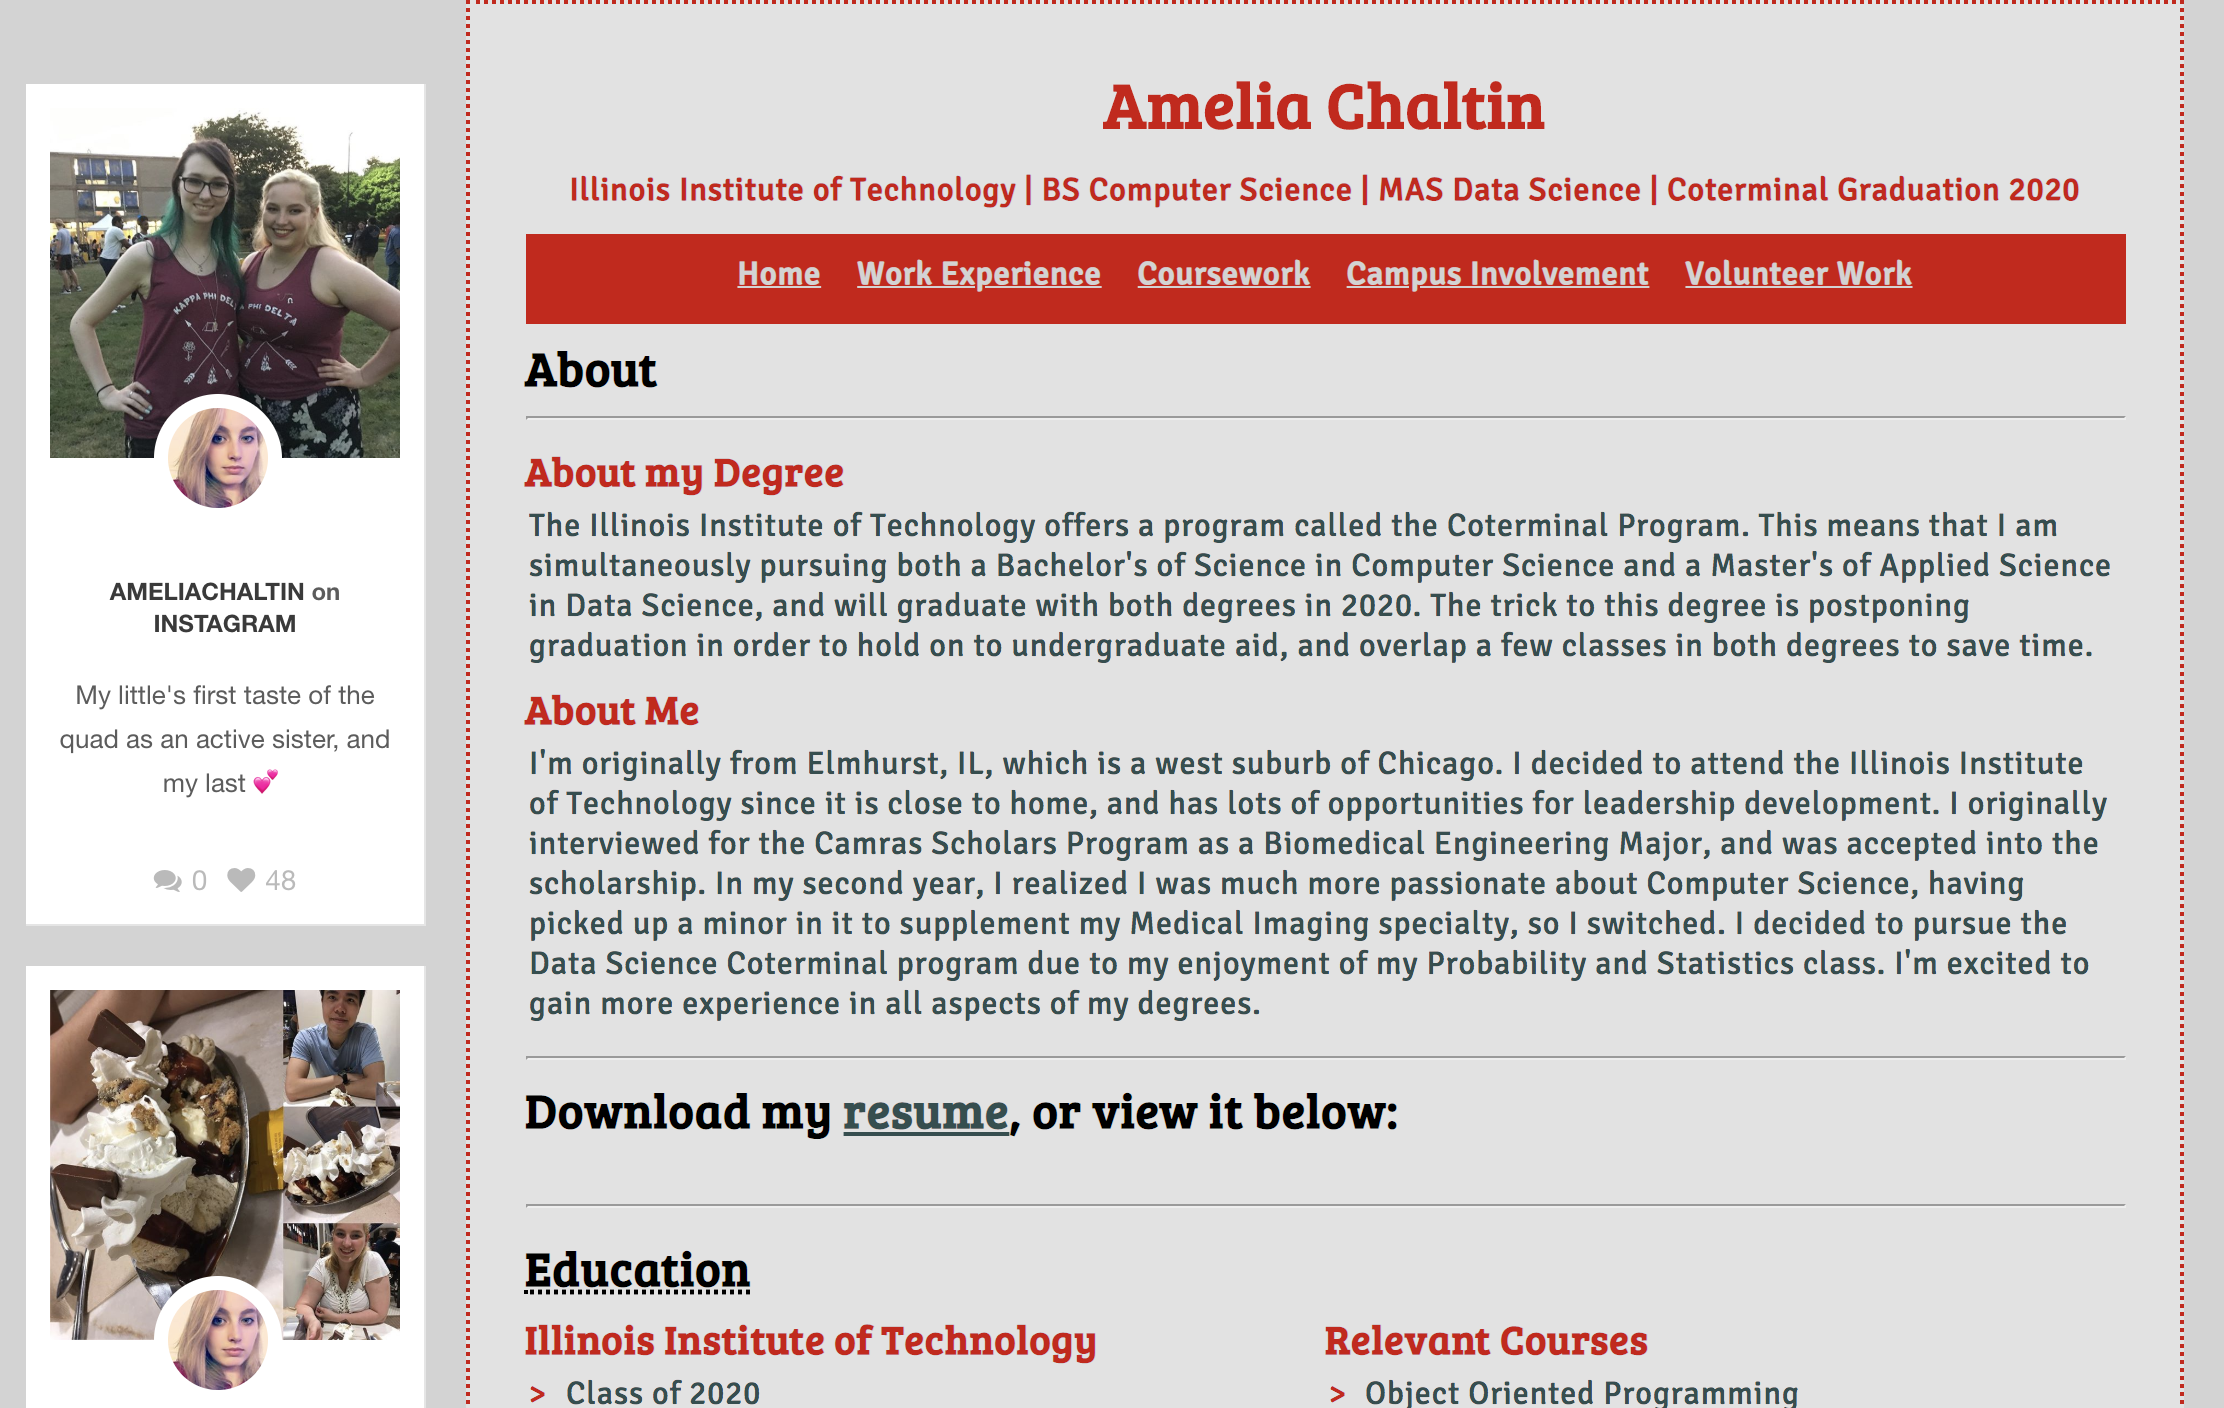 KAPPA PHI DELT
A PHI DELTA
AMELIACHALTIN on
INSTAGRAM
My little's first taste of the
quad as an active sister, and
my last 💕
0 48
Amelia Chaltin
Illinois Institute of Technology | BS Computer Science | MAS Data Science | Coterminal Graduation 2020
Home Work Experience Coursework Campus Involvement Volunteer Work
About
About my Degree
The Illinois Institute of Technology offers a program called the Coterminal Program. This means that I am
simultaneously pursuing both a Bachelor's of Science in Computer Science and a Master's of Applied Science
in Data Science, and will graduate with both degrees in 2020. The trick to this degree is postponing
graduation in order to hold on to undergraduate aid, and overlap a few classes in both degrees to save time.
About Me
I'm originally from Elmhurst, IL, which is a west suburb of Chicago. I decided to attend the Illinois Institute
of Technology since it is close to home, and has lots of opportunities for leadership development. I originally
interviewed for the Camras Scholars Program as a Biomedical Engineering Major, and was accepted into the
scholarship. In my second year, I realized I was much more passionate about Computer Science, having
picked up a minor in it to supplement my Medical Imaging specialty, so I switched. I decided to pursue the
Data Science Coterminal program due to my enjoyment of my Probability and Statistics class. I'm excited to
gain more experience in all aspects of my degrees.
Download my resume, or view it below:
Education
Illinois Institute of Technology
> Class of 2020
Relevant Courses
> Object Oriented Programming